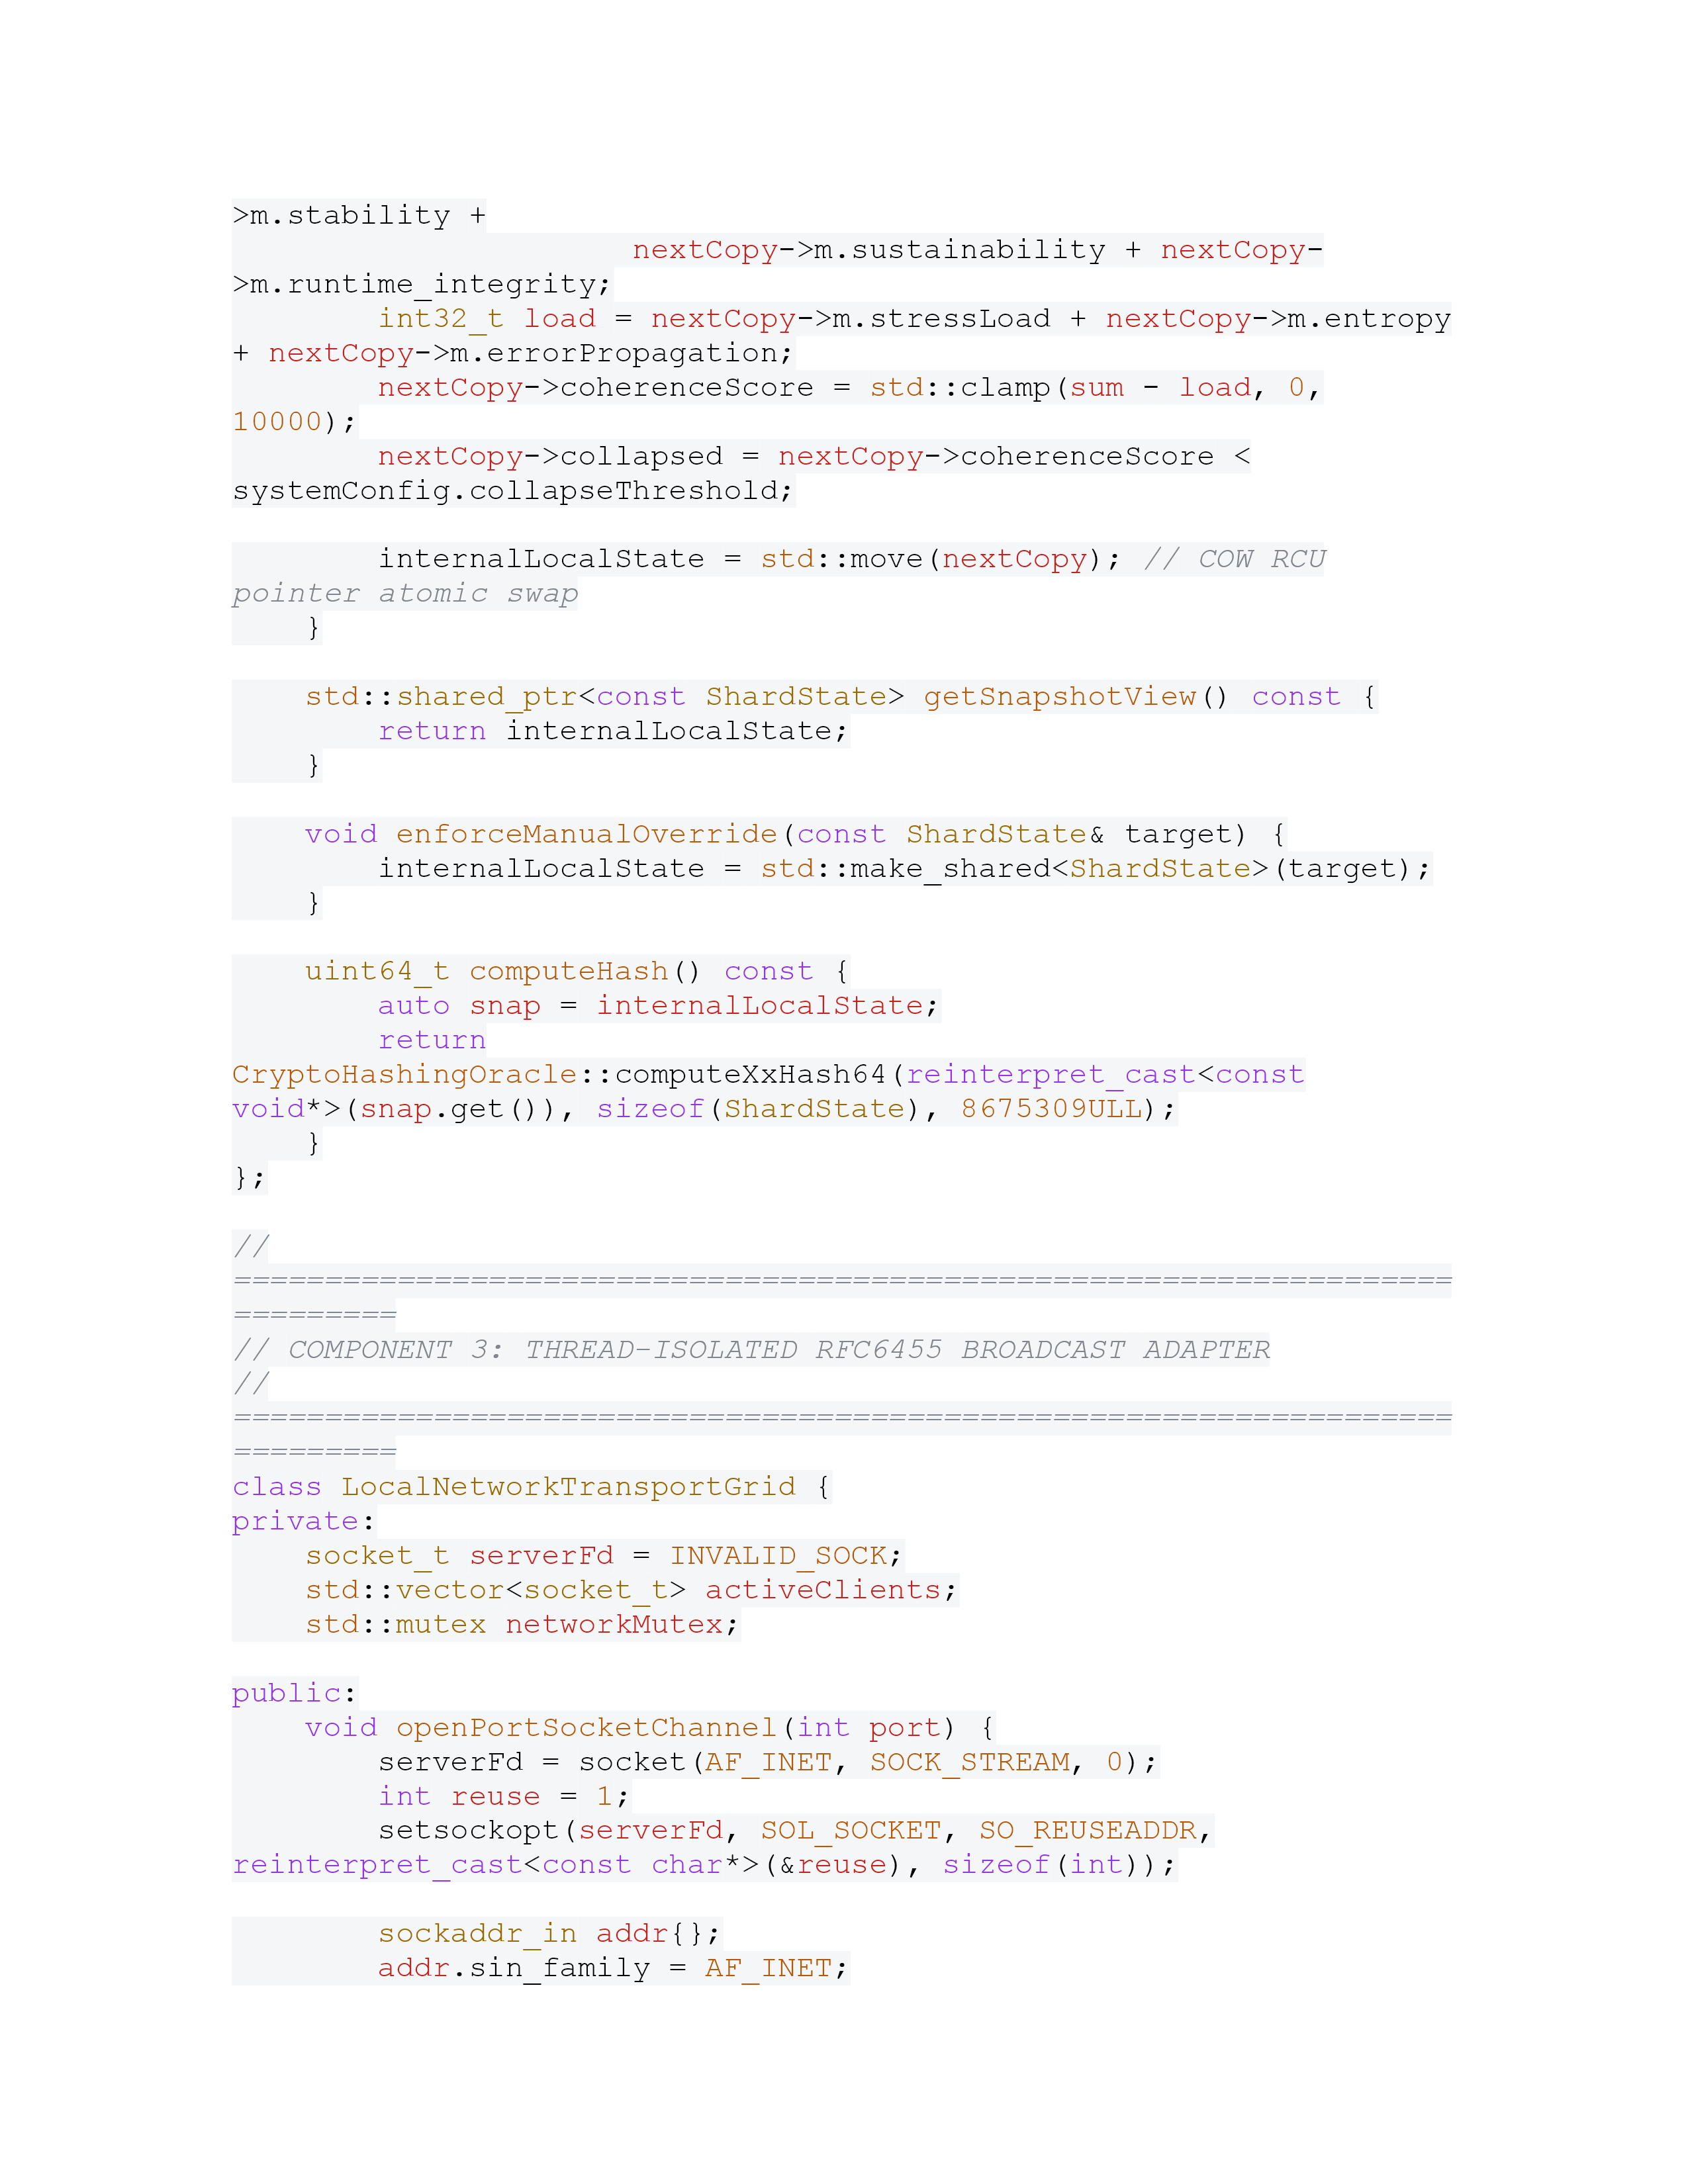 >m.stability +
                      nextCopy->m.sustainability + nextCopy-
>m.runtime_integrity;
        int32_t load = nextCopy->m.stressLoad + nextCopy->m.entropy
+ nextCopy->m.errorPropagation;
        nextCopy->coherenceScore = std::clamp(sum - load, 0,
10000);
        nextCopy->collapsed = nextCopy->coherenceScore <
systemConfig.collapseThreshold;

        internalLocalState = std::move(nextCopy); // COW RCU
pointer atomic swap
    }

    std::shared_ptr<const ShardState> getSnapshotView() const {
        return internalLocalState;
    }

    void enforceManualOverride(const ShardState& target) {
        internalLocalState = std::make_shared<ShardState>(target);
    }

    uint64_t computeHash() const {
        auto snap = internalLocalState;
        return
CryptoHashingOracle::computeXxHash64(reinterpret_cast<const
void*>(snap.get()), sizeof(ShardState), 8675309ULL);
    }
};

//
===================================================================
=========
// COMPONENT 3: THREAD-ISOLATED RFC6455 BROADCAST ADAPTER
//
===================================================================
=========
class LocalNetworkTransportGrid {
private:
    socket_t serverFd = INVALID_SOCK;
    std::vector<socket_t> activeClients;
    std::mutex networkMutex;

public:
    void openPortSocketChannel(int port) {
        serverFd = socket(AF_INET, SOCK_STREAM, 0);
        int reuse = 1;
        setsockopt(serverFd, SOL_SOCKET, SO_REUSEADDR,
reinterpret_cast<const char*>(&reuse), sizeof(int));

        sockaddr_in addr{};
        addr.sin_family = AF_INET;